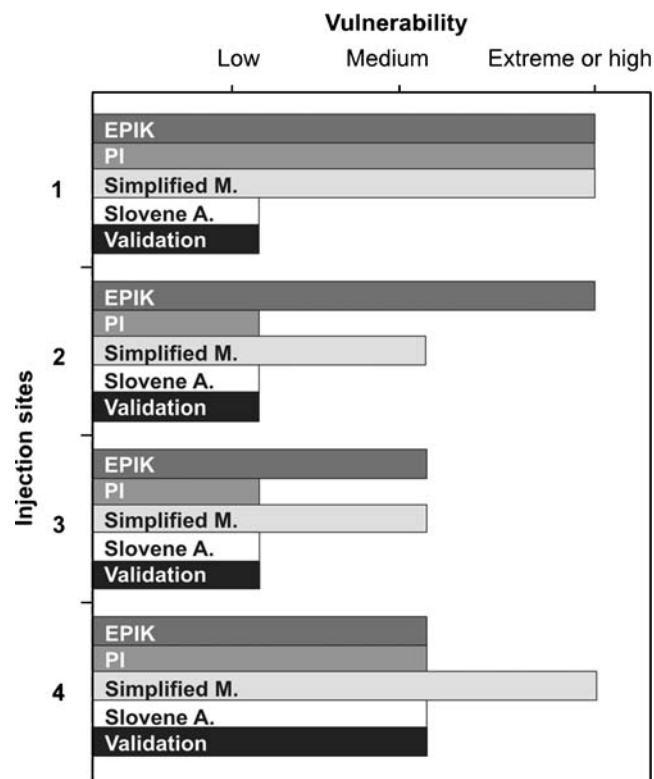 Vulnerability
Low Medium Extreme or high
Injection sites
1
EPIK
PI
Simplified M.
Slovene A.
Validation
2
EPIK
PI
Simplified M.
Slovene A.
Validation
3
EPIK
PI
Simplified M.
Slovene A.
Validation
4
EPIK
PI
Simplified M.
Slovene A.
Validation